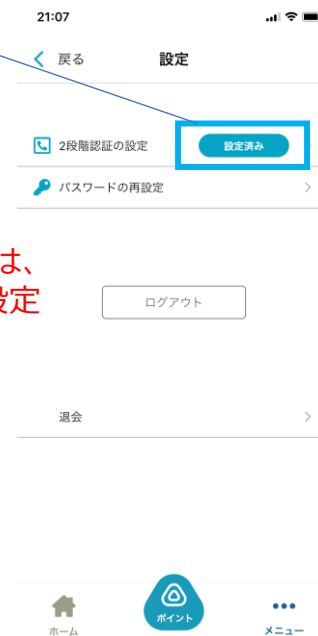 21:07
戻る
設定
2段階認証の設定
設定済み
パスワードの再設定
は、
設定
ログアウト
退会
ホーム
ポイント
メニュー